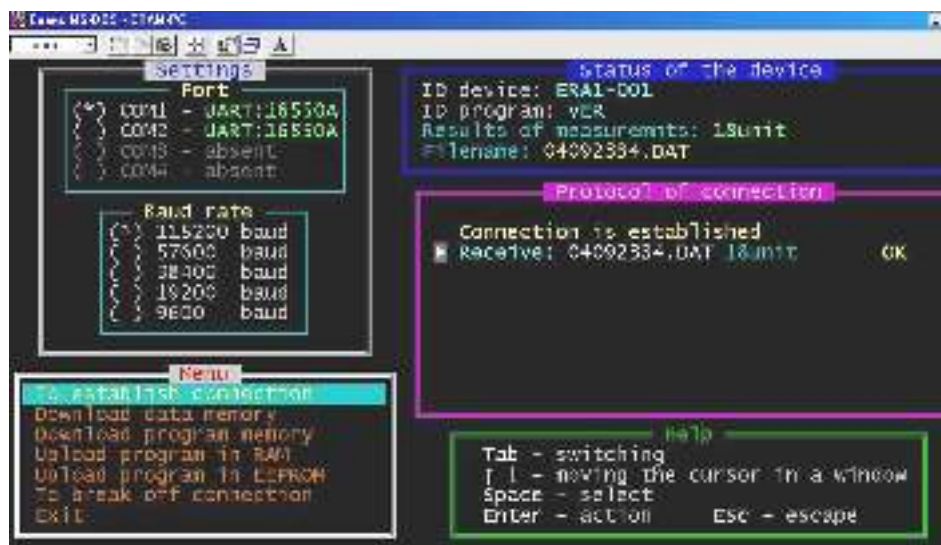 Settings
Port
(*) COM1 - UART:16550A
( ) COM2 - UART:16550A
( ) COM3 - absent
( ) COM4 - absent
Baud rate
(*) 115200 baud
( ) 57600 baud
( ) 38400 baud
( ) 19200 baud
( ) 9600 baud
Menu
To establish connection
Download data memory
Download program memory
Upload program in RAM
Upload program in EEPROM
To break off connection
Exit
Status of the device
ID device: ERA1-001
ID program: VER
Results of measuremnts: 18unit
Filename: 04092334.DAT
Protocol of connection
Connection is established
Receive: 04092334.DAT 18unit OK
Help
Tab - switching
- moving the cursor in a window
Space - select
Enter - action Esc - escape